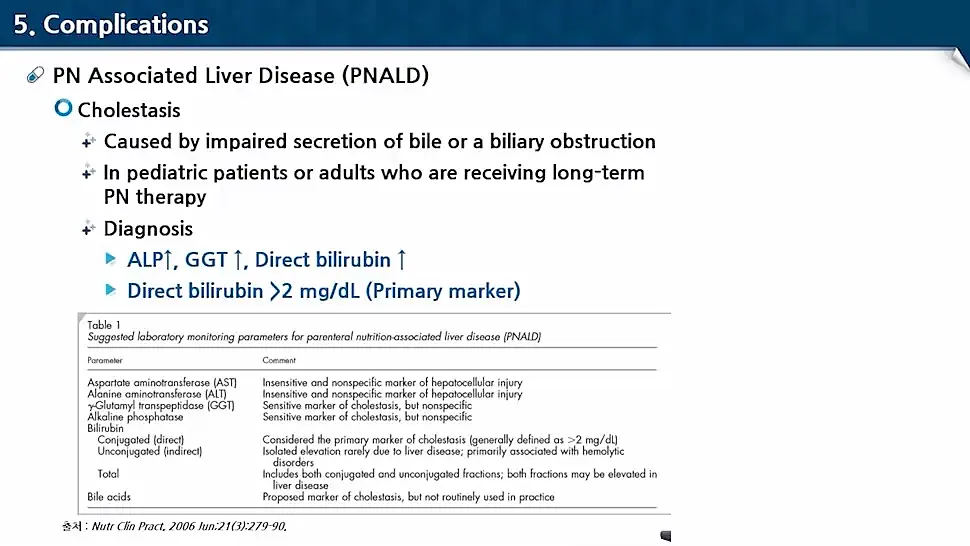 5. Complications
PN Associated Liver Disease (PNALD)
Cholestasis
Caused by impaired secretion of bile or a biliary obstruction
In pediatric patients or adults who are receiving long-term
PN therapy
Diagnosis
ALP↑, GGT ↑, Direct bilirubin ↑
Direct bilirubin >2 mg/dL (Primary marker)
Table 1
Suggested laboratory monitoring parameters for parenteral nutrition-associated liver disease (PNALD)
Parameter Comment
Aspartate aminotransferase (AST) Insensitive and nonspecific marker of hepatocellular injury
Alanine aminotransferase (ALT) Insensitive and nonspecific marker of hepatocellular injury
γ-Glutamyl transpeptidase (GGT) Sensitive marker of cholestasis, but nonspecific
Alkaline phosphatase Sensitive marker of cholestasis, but nonspecific
Bilirubin
Conjugated (direct) Considered the primary marker of cholestasis (generally defined as >2 mg/dL)
Unconjugated (indirect) Isolated elevation rarely due to liver disease; primarily associated with hemolytic
disorders
Total Includes both conjugated and unconjugated fractions; both fractions may be elevated in
liver disease
Bile acids Proposed marker of cholestasis, but not routinely used in practice
출처 : Nutr Clin Pract. 2006 Jun;21(3):279-90.